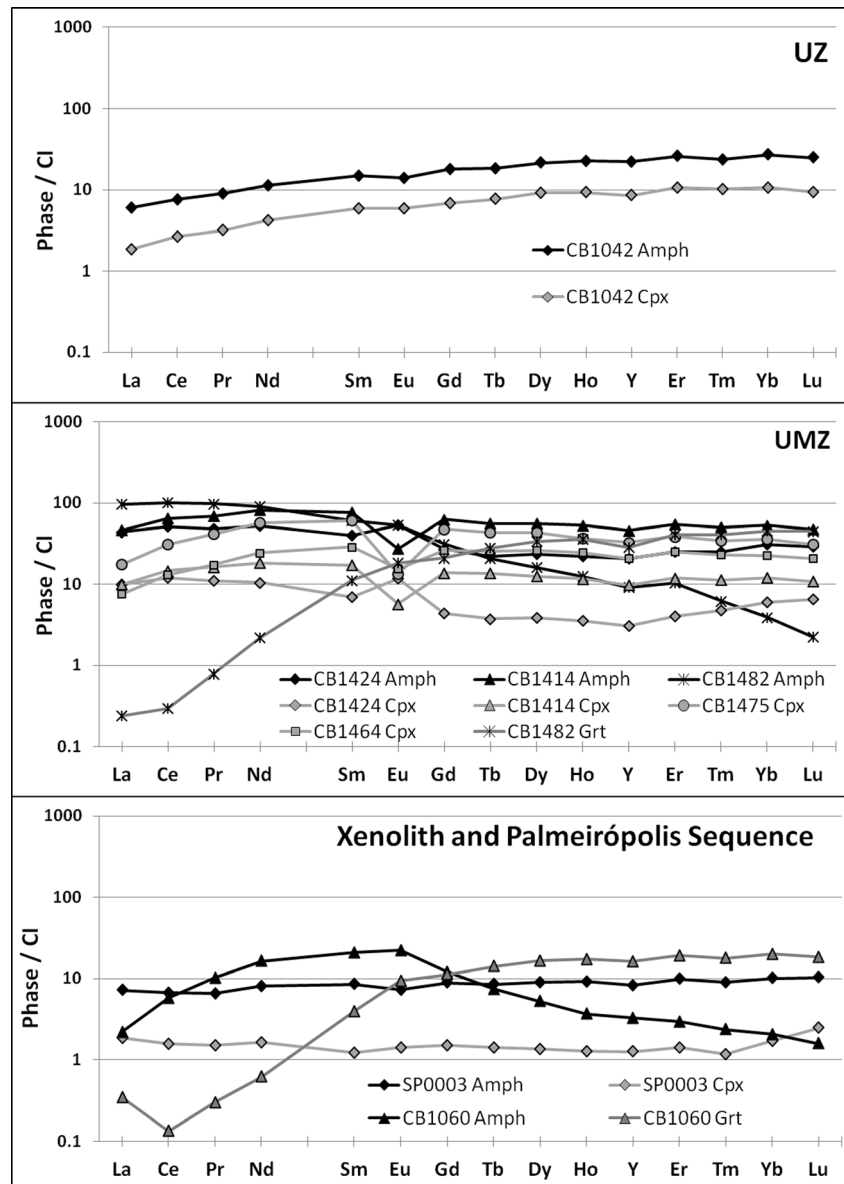 1000
UZ
100
10
1
0.1
Phase / CI
CB1042 Amph
CB1042 Cpx
La Ce Pr Nd Sm Eu Gd Tb Dy Ho Y Er Tm Yb Lu
1000
UMZ
100
10
1
0.1
Phase / CI
CB1424 Amph CB1414 Amph CB1482 Amph
CB1424 Cpx CB1414 Cpx CB1475 Cpx
CB1464 Cpx CB1482 Grt
La Ce Pr Nd Sm Eu Gd Tb Dy Ho Y Er Tm Yb Lu
1000
Xenolith and Palmeirópolis Sequence
100
10
1
0.1
Phase / CI
SP0003 Amph SP0003 Cpx
CB1060 Amph CB1060 Grt
La Ce Pr Nd Sm Eu Gd Tb Dy Ho Y Er Tm Yb Lu